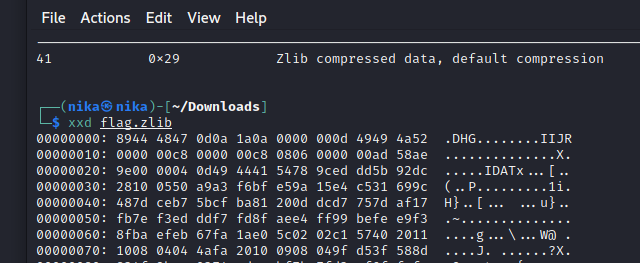 File Actions Edit View Help
41 0×29 Zlib compressed data, default compression
┌──(nika㉿nika)-[~/Downloads]
└─$ xxd flag.zlib
00000000: 8944 4847 0d0a 1a0a 0000 000d 4949 4a52 .DHG........IIJR
00000010: 0000 00c8 0000 00c8 0806 0000 00ad 58ae ..............X.
00000020: 9e00 0004 0d49 4441 5478 9ced dd5b 92dc .....IDATx...[..
00000030: 2810 0550 a9a3 f6bf e59a 15e4 c531 699c (..P.........1i.
00000040: 487d ceb7 5bcf ba81 200d dcd7 757d af17 H}..[... ...u}..
00000050: fb7e f3ed ddf7 fd8f aee4 ff99 befe e9f3 .~..............
00000060: 8fba efeb 67fa 1ae0 5c02 02c1 5740 2011 ....g...\...W@ .
00000070: 1008 0404 4afa 2010 0908 049f d53f 588d ....J. ......?X.